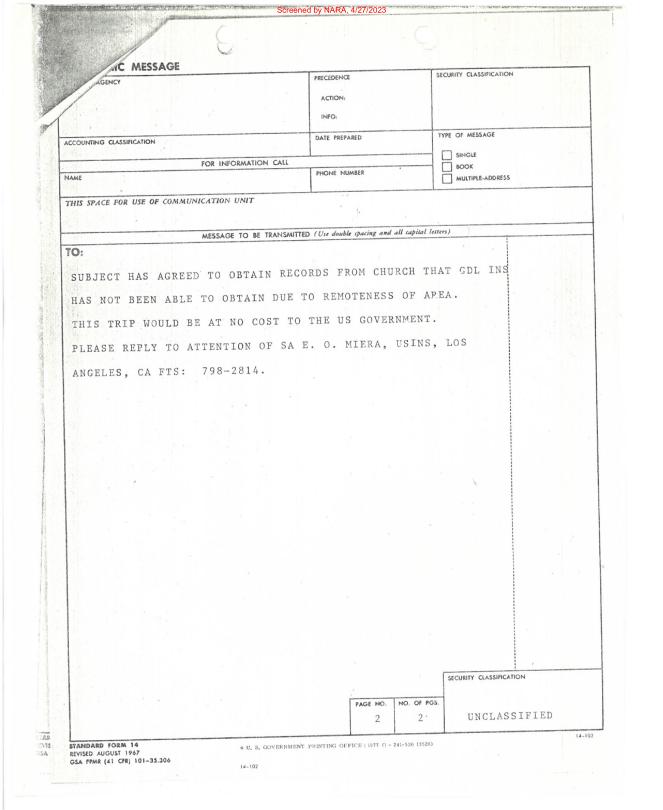 Screened by NARA, 4/27/2023
IC MESSAGE
AGENCY
PRECEDENCE
SECURITY CLASSIFICATION
ACTION:
INFO:
ACCOUNTING CLASSIFICATION
DATE PREPARED
TYPE OF MESSAGE
SINGLE
BOOK
MULTIPLE-ADDRESS
FOR INFORMATION CALL
NAME
PHONE NUMBER
THIS SPACE FOR USE OF COMMUNICATION UNIT
MESSAGE TO BE TRANSMITTED (Use double spacing and all capital letters)
TO:
SUBJECT HAS AGREED TO OBTAIN RECORDS FROM CHURCH THAT GDL INS
HAS NOT BEEN ABLE TO OBTAIN DUE TO REMOTENESS OF AREA.
THIS TRIP WOULD BE AT NO COST TO THE US GOVERNMENT.
PLEASE REPLY TO ATTENTION OF SA E. O. MIERA, USINS, LOS
ANGELES, CA FTS: 798-2814.
SECURITY CLASSIFICATION
PAGE NO.
NO. OF PGS.
2
2
UNCLASSIFIED
STANDARD FORM 14
REVISED AUGUST 1967
GSA FPMR (41 CFR) 101-35.306
U. S. GOVERNMENT PRINTING OFFICE : 1977 O - 241-530
14-102
14-102